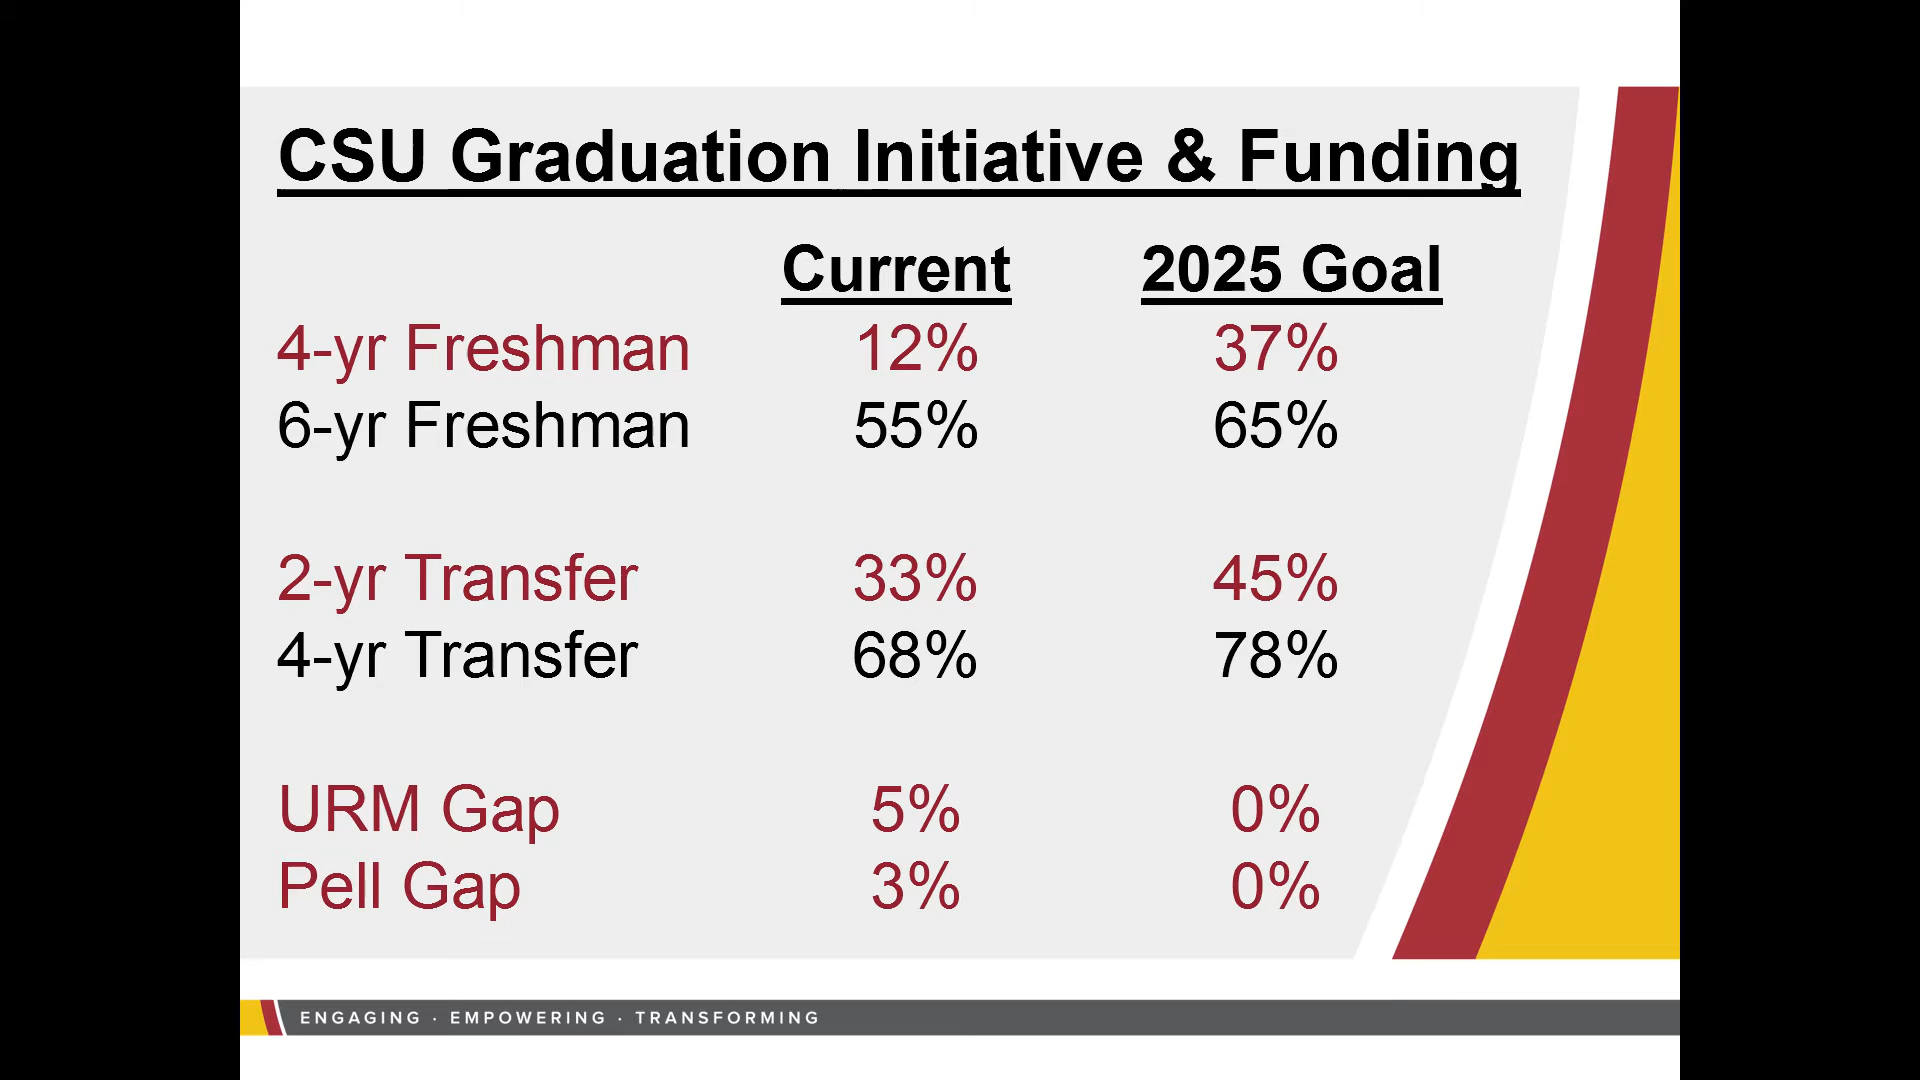 CSU Graduation Initiative & Funding
Current 2025 Goal
4-yr Freshman 12% 37%
6-yr Freshman 55% 65%
2-yr Transfer 33% 45%
4-yr Transfer 68% 78%
URM Gap 5% 0%
Pell Gap 3% 0%
ENGAGING · EMPOWERING · TRANSFORMING